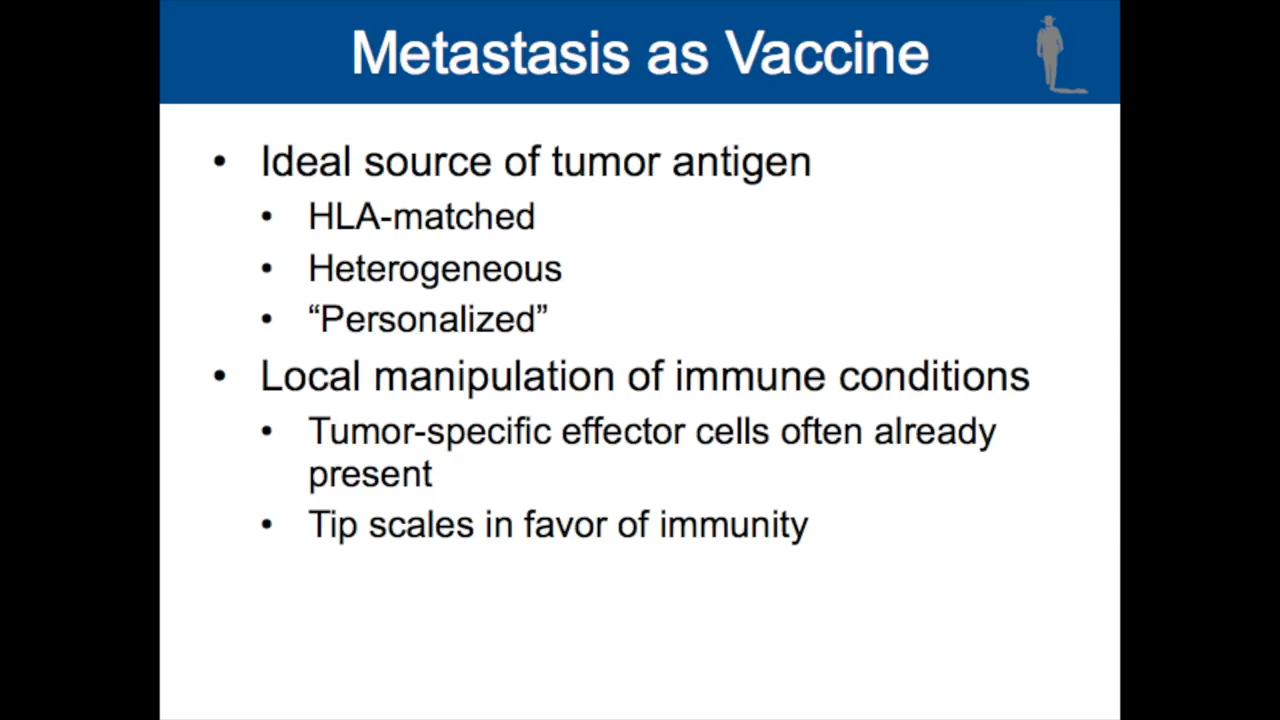 Metastasis as Vaccine
• Ideal source of tumor antigen
• HLA-matched
• Heterogeneous
• “Personalized”
• Local manipulation of immune conditions
• Tumor-specific effector cells often already
present
• Tip scales in favor of immunity